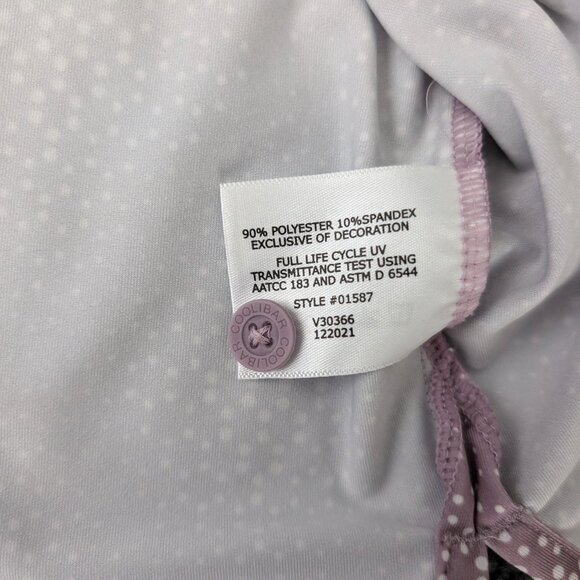 90% POLYESTER 10%SPANDEX
EXCLUSIVE OF DECORATION
FULL LIFE CYCLE UV
TRANSMITTANCE TEST USING
AATCC 183 AND ASTM D 6544
STYLE #01587
V30366
122021
COOLIBAR COOLIBAR